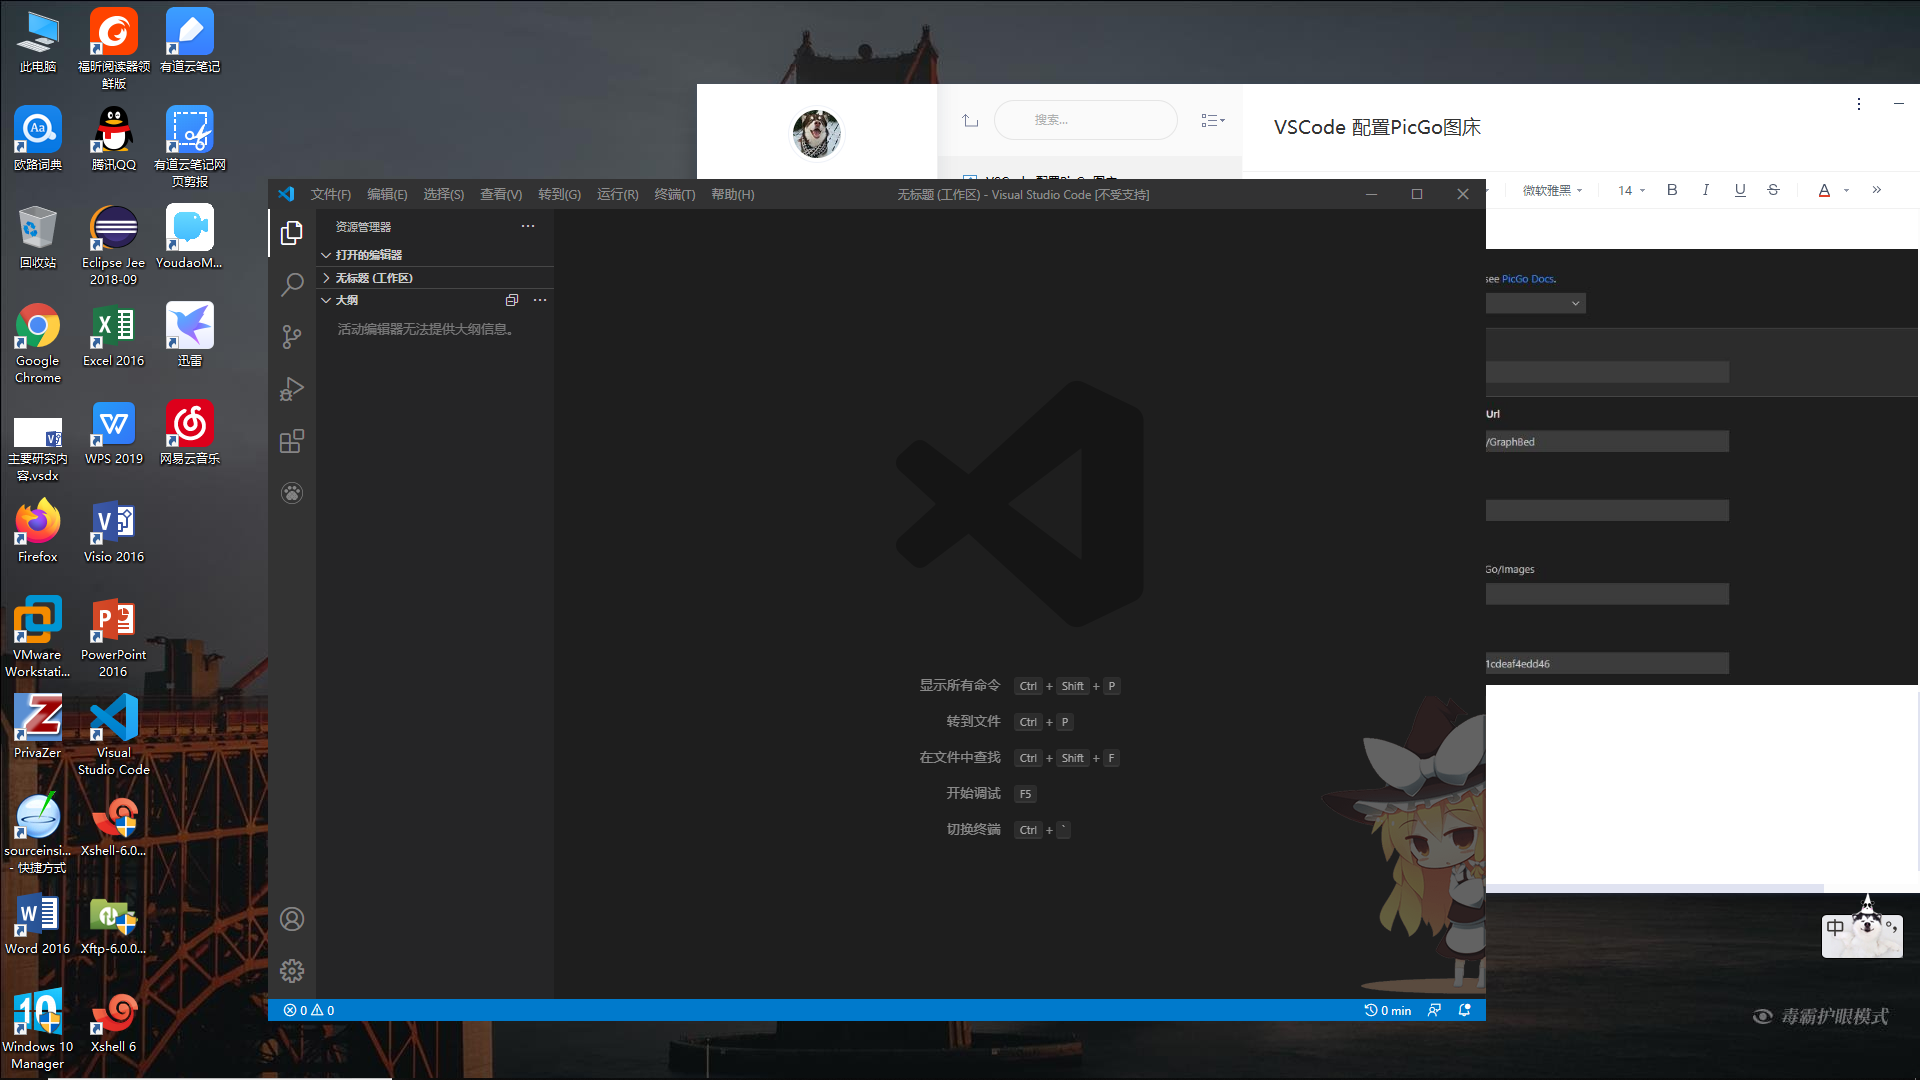 此电脑
福昕阅读器领
鲜版
有道云笔记
欧路词典
腾讯QQ
有道云笔记网
页剪报
回收站
Eclipse Jee
2018-09
YoudaoM...
Google
Chrome
Excel 2016
迅雷
主要研究内
容.vsdx
WPS 2019
网易云音乐
Firefox
Visio 2016
VMware
Workstati...
PowerPoint
2016
PrivaZer
Visual
Studio Code
sourceinsi...
- 快捷方式
Xshell-6.0...
Word 2016
Xftp-6.0.0...
Windows 10
Manager
Xshell 6
搜索...
VSCode 配置PicGo图床
VSCode 配置PicGo图床
微软雅黑
14
B I U S A »
文件(F) 编辑(E) 选择(S) 查看(V) 转到(G) 运行(R) 终端(T) 帮助(H)
无标题 (工作区) - Visual Studio Code [不受支持]
资源管理器
打开的编辑器
无标题 (工作区)
大纲
活动编辑器无法提供大纲信息。
显示所有命令 Ctrl + Shift + P
转到文件 Ctrl + P
在文件中查找 Ctrl + Shift + F
开始调试 F5
切换终端 Ctrl + `
0 0
0 min
see PicGo Docs.
Url
/GraphBed
Go/Images
1cdeaf4edd46
中 °,
毒霸护眼模式